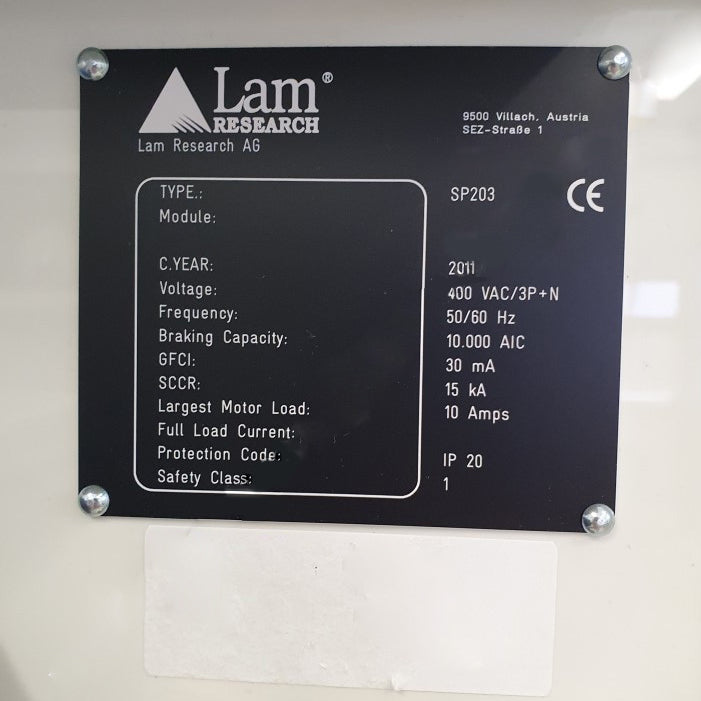 Lam®
RESEARCH
Lam Research AG
9500 Villach, Austria
SEZ-Straße 1
TYPE.: SP203
Module:
C.YEAR: 2011
Voltage: 400 VAC/3P+N
Frequency: 50/60 Hz
Braking Capacity: 10.000 AIC
GFCI: 30 mA
SCCR: 15 kA
Largest Motor Load: 10 Amps
Full Load Current:
Protection Code: IP 20
Safety Class: 1
CE